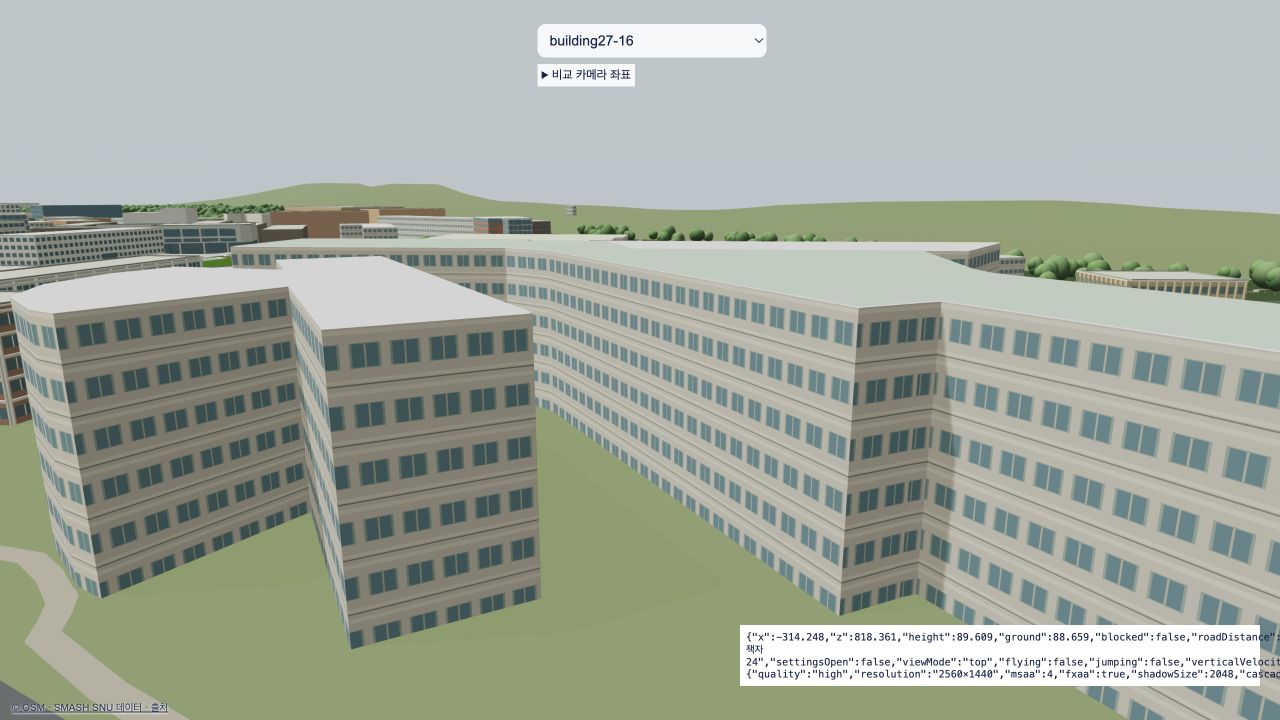 building27-16
▶ 비교 카메라 좌표
{"x":−314.248,"z":818.361,"height":89.609,"ground":88.659,"blocked":false,"roadDistance":
책자
24","settingsOpen":false,"viewMode":"top","flying":false,"jumping":false,"verticalVelocit
{"quality":"high","resolution":"2560×1440","msaa":4,"fxaa":true,"shadowSize":2048,"cascad
© OSM · SMASH SNU 데이터 · 출처